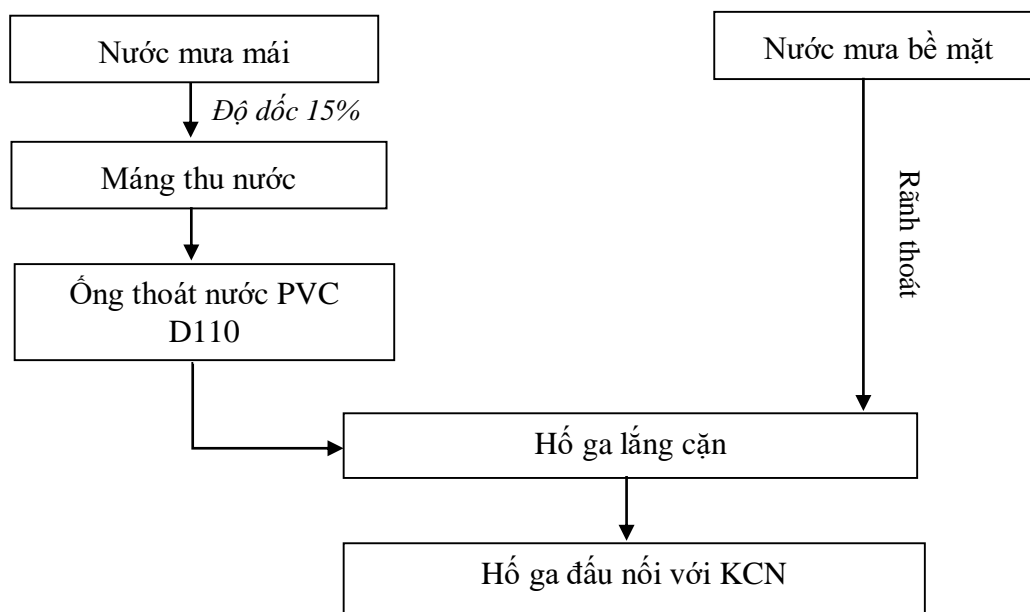 Nước mưa mái
Nước mưa bề mặt
Độ dốc 15%
Máng thu nước
Rãnh thoát
Ống thoát nước PVC
D110
Hố ga lắng cặn
Hố ga đấu nối với KCN